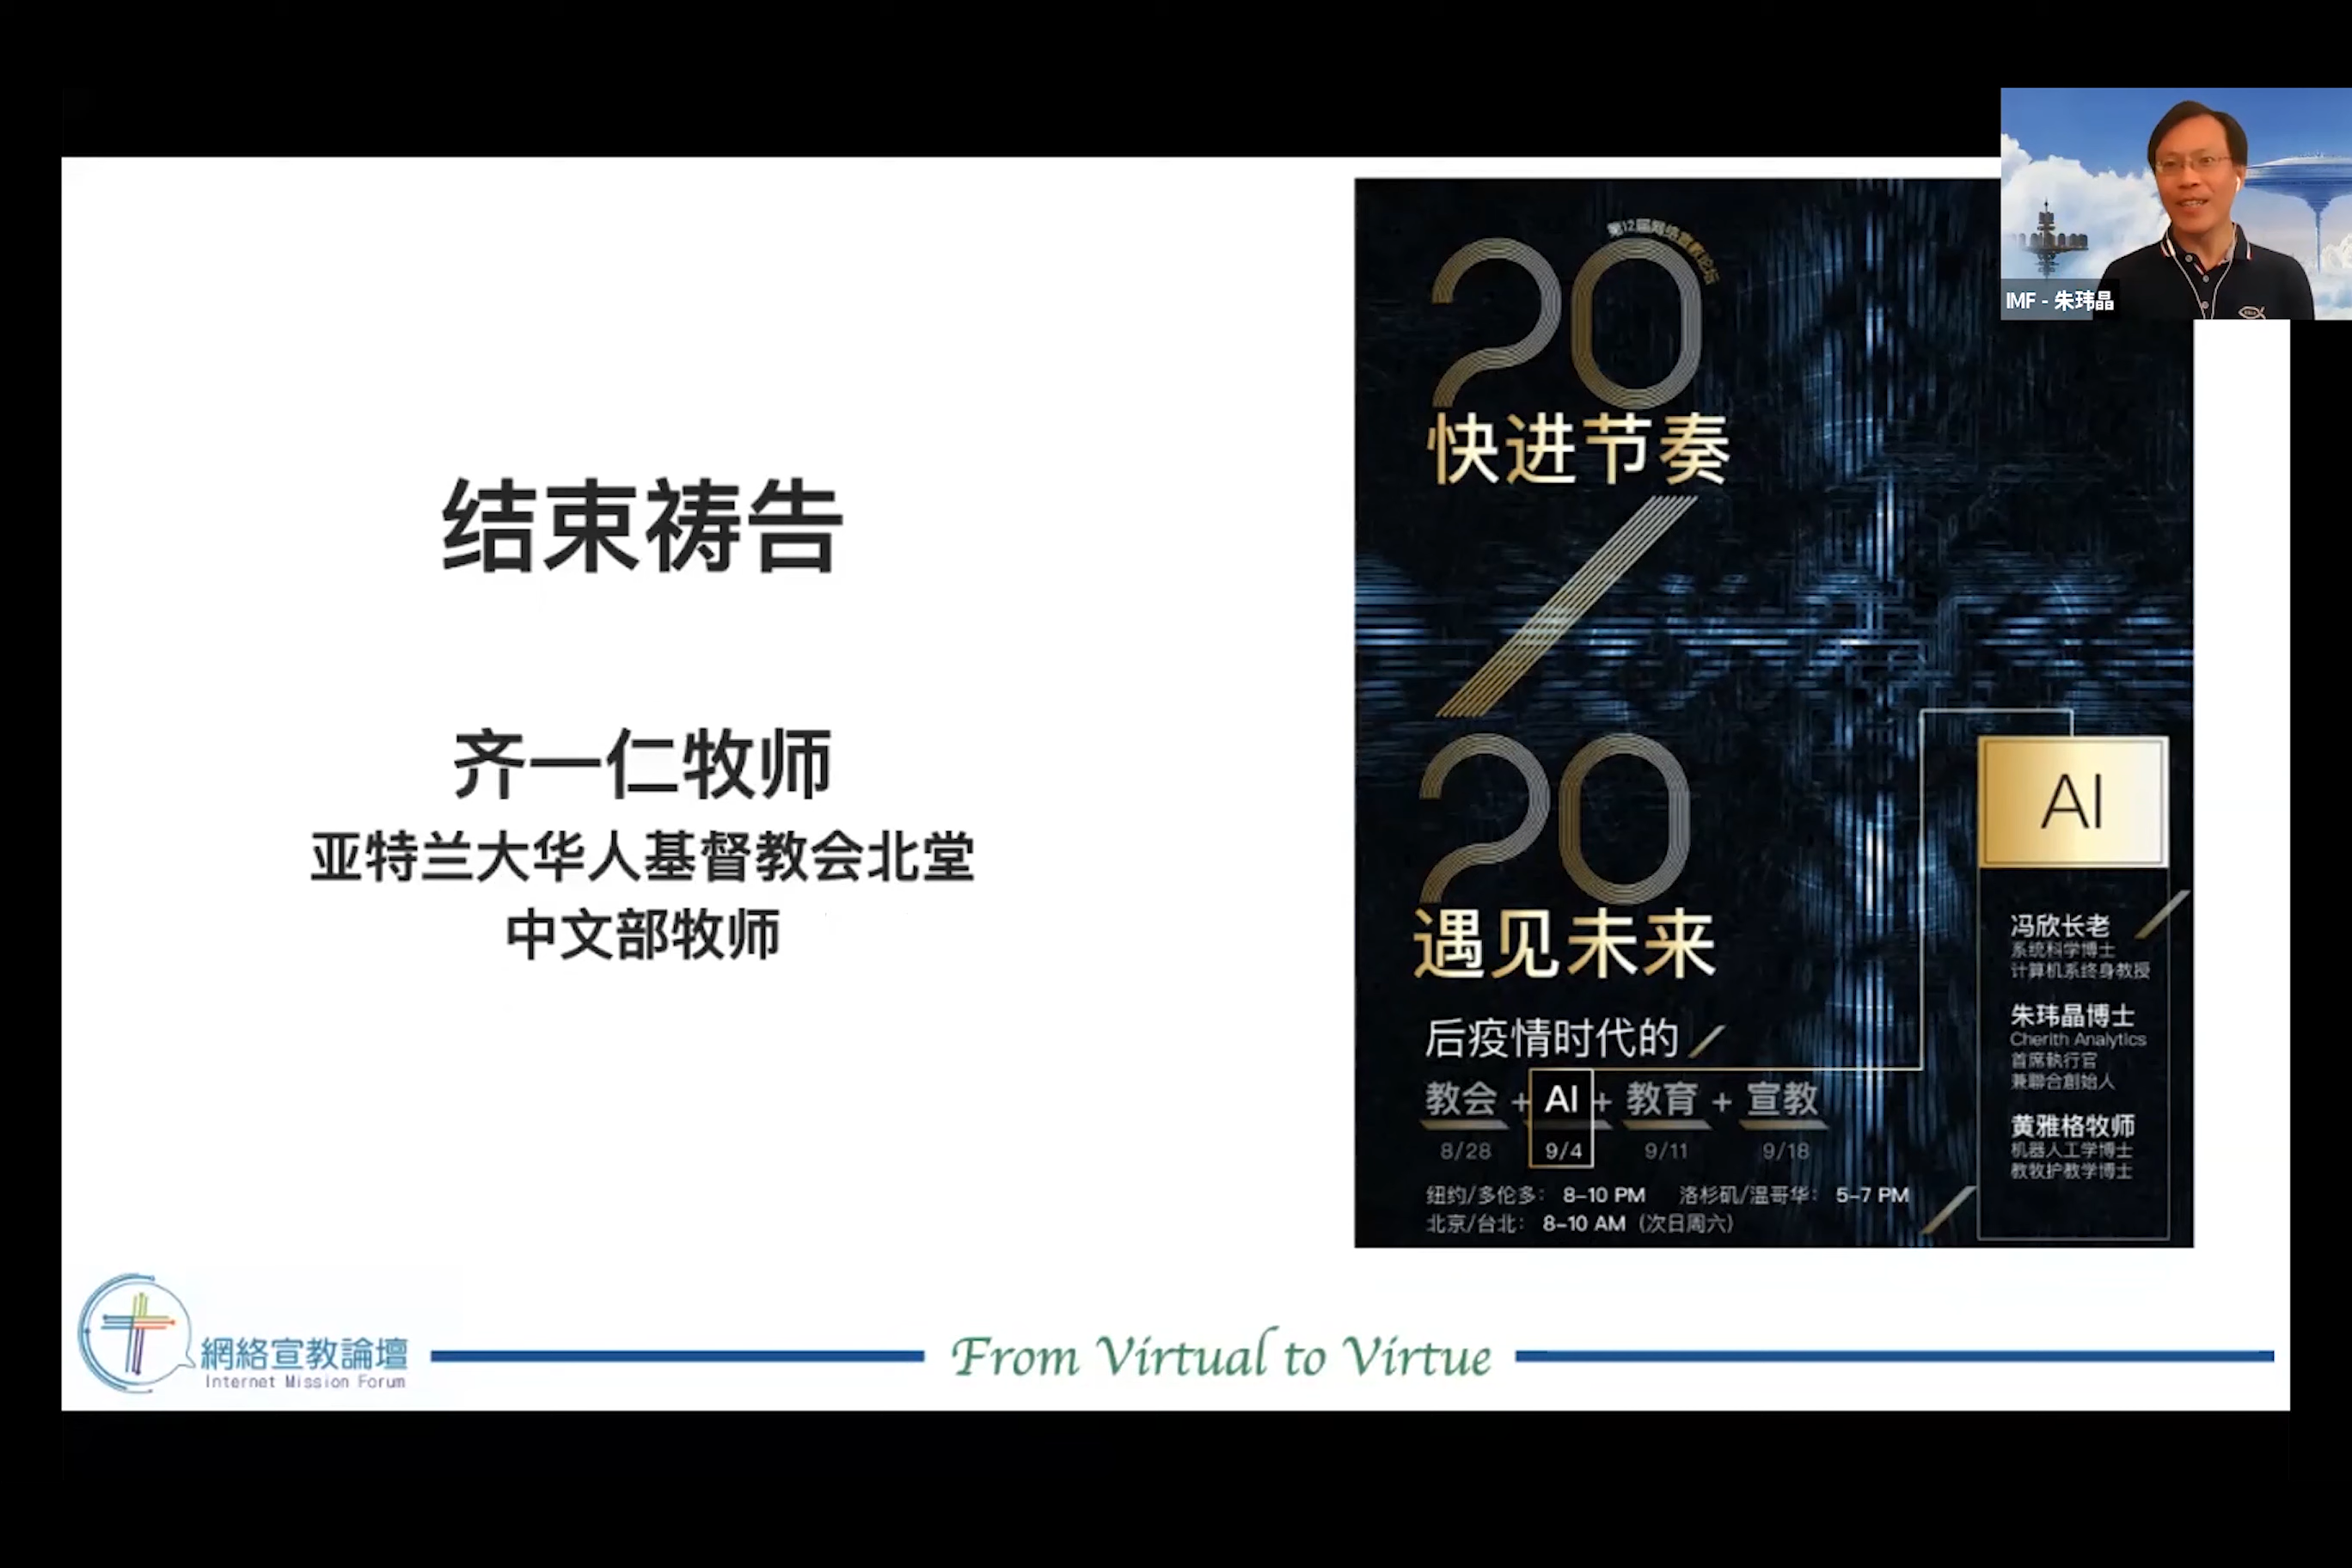 IMF - 朱玮晶
结束祷告
齐一仁牧师
亚特兰大华人基督教会北堂
中文部牧师
第12届网络宣教论坛
20
快进节奏
20
遇见未来
后疫情时代的
教会 + AI + 教育 + 宣教
8/28 9/4 9/11 9/18
纽约/多伦多： 8-10 PM 洛杉矶/温哥华： 5-7 PM
北京/台北： 8-10 AM（次日周六）
AI
冯欣长老
系统科学博士
计算机系终身教授
朱玮晶博士
Cherith Analytics
首席執行官
兼聯合創始人
黄雅格牧师
机器人工学博士
教牧护教学博士
網絡宣教論壇
Internet Mission Forum
From Virtual to Virtue